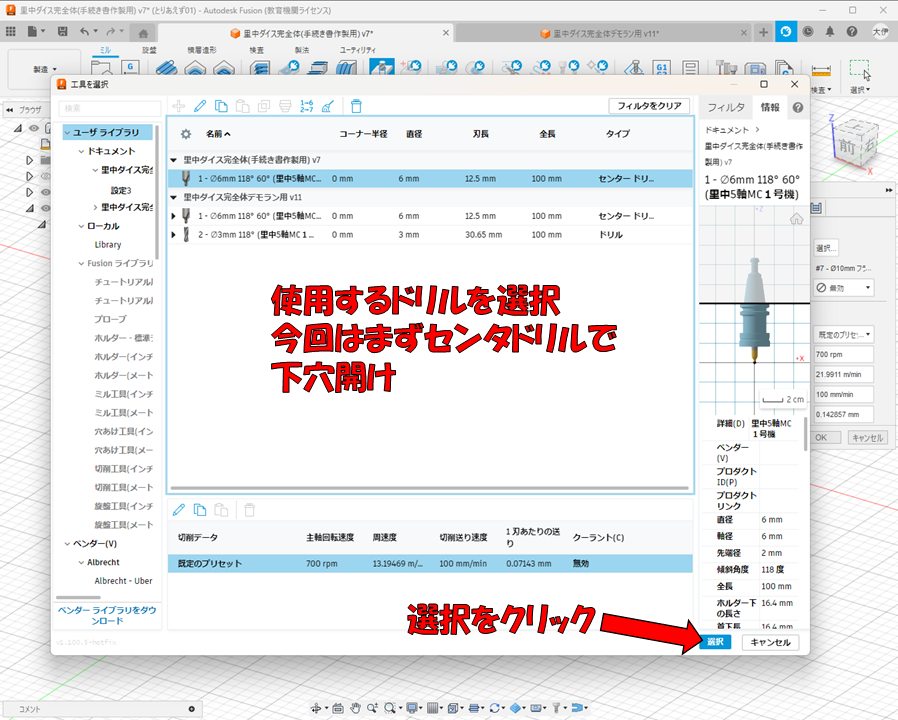 里中ダイス完全体(手続き書作製用) v7* (とりあえず01) - Autodesk Fusion (教育機関ライセンス)
里中ダイス完全体(手続き書作製用) v7*
里中ダイス完全体デモラン用 v11*
ミル
旋盤
積層造形
検査
製法
ユーティリティ
製造
検査
選択
ブラウザ
工具を選択
検索
フィルタをクリア
フィルタ
情報
ユーザ ライブラリ
ドキュメント
里中ダイス完全
設定3
里中ダイス完全
ローカル
Library
Fusion ライブラリ
チュートリアル
チュートリアル
プローブ
ホルダー - 標準
ホルダー(インチ
ホルダー(メート
ミル工具(インチ
ミル工具(メート
穴あけ工具(イン
穴あけ工具(メー
切削工具(インチ
切削工具(メート
旋盤工具(インチ
旋盤工具(メート
ベンダー(V)
Albrecht
Albrecht - Uber
ベンダー ライブラリをダウ
ンロード
名前 コーナー半径 直径 刃長 全長 タイプ
里中ダイス完全体(手続き書作製用) v7
1 - ∅6mm 118° 60° (里中5軸MC... 0 mm 6 mm 12.5 mm 100 mm センター ドリ...
里中ダイス完全体デモラン用 v11
1 - ∅6mm 118° 60° (里中5軸MC... 0 mm 6 mm 12.5 mm 100 mm センター ドリ...
2 - ∅3mm 118° (里中5軸MC１... 0 mm 3 mm 30.65 mm 100 mm ドリル
使用するドリルを選択
今回はまずセンタドリルで
下穴開け
切削データ 主軸回転速度 周速度 切削送り速度 1 刃あたりの送り クーラント(C)
既定のプリセット 700 rpm 13.19469 m/... 100 mm/min 0.07143 mm 無効
選択をクリック
選択
キャンセル
ドキュメント >
里中ダイス完全体(手続き書作
製用) v7
1 - ∅6mm 118° 60°
(里中5軸MC１号機)
2 cm
詳細(D) 里中5軸MC
１号機
ベンダー
(V)
プロダクト
ID(P)
プロダクト
リンク
直径 6 mm
軸径 6 mm
先端径 2 mm
傾斜角度 118 度
全長 100 mm
ホルダー下
の長さ 16.4 mm
首下長 16.4 mm
前
右
Z
X
選択...
#7 - ∅10mm フラ...
無効
既定のプリセ...
700 rpm
21.9911 m/min
100 mm/min
0.142857 mm
OK
キャンセル
コメント